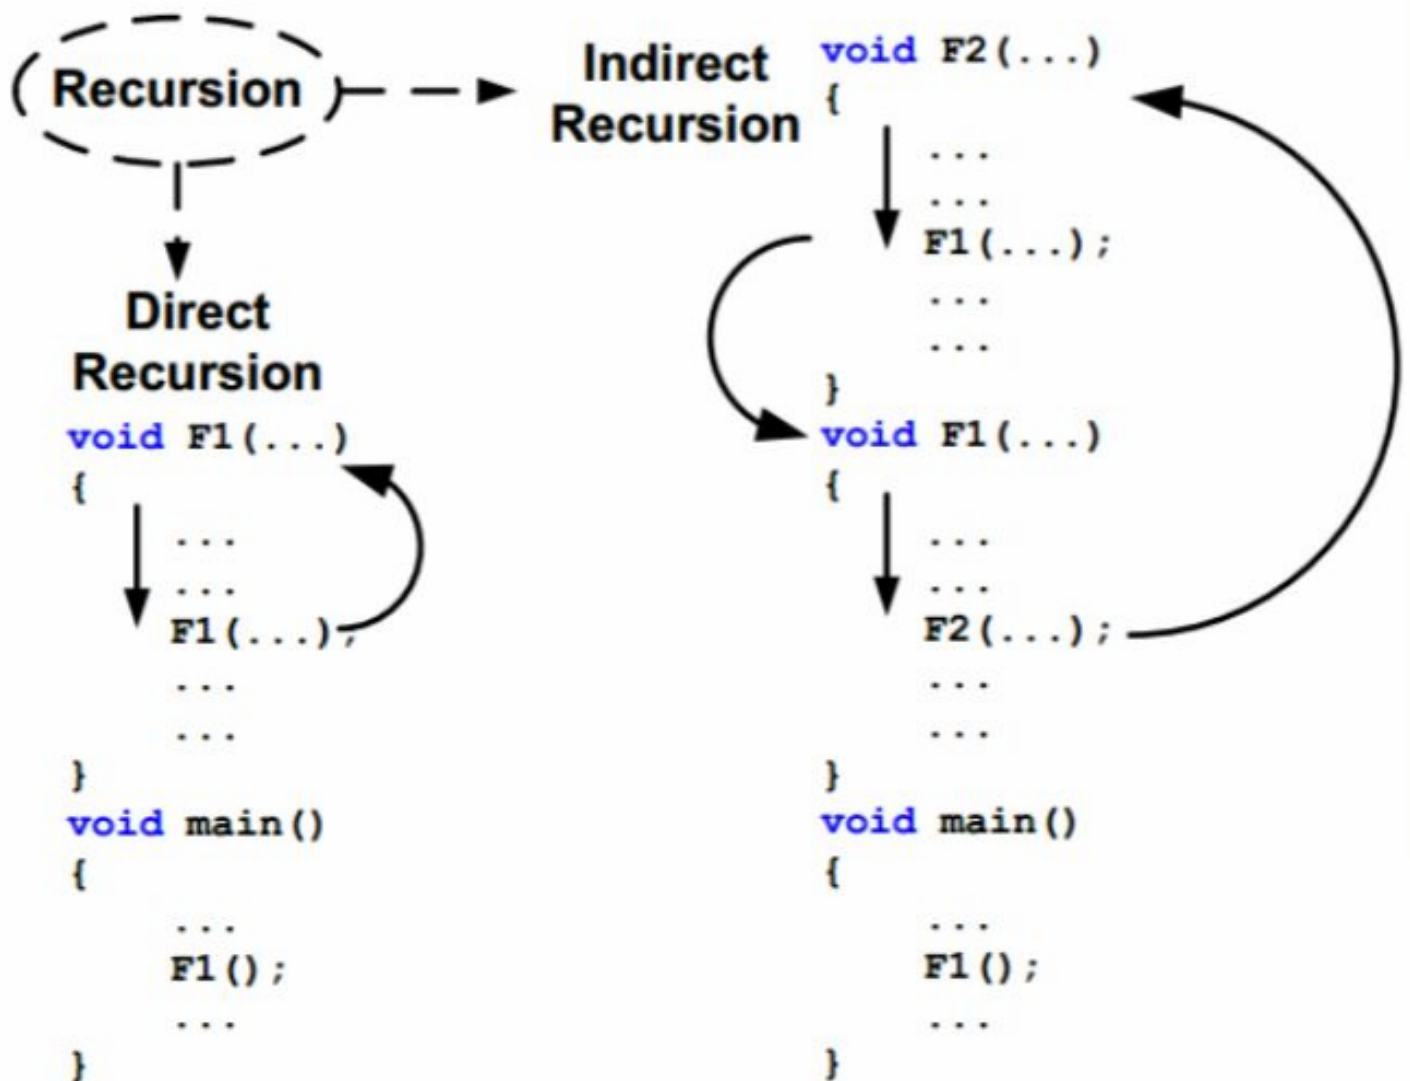 Recursion
Direct
Recursion
void F1(...)
{
...
...
F1(...);
...
...
}
void main()
{
...
F1();
...
}
Indirect
Recursion
void F2(...)
{
...
...
F1(...);
...
...
}
void F1(...)
{
...
...
F2(...);
...
...
}
void main()
{
...
F1();
...
}